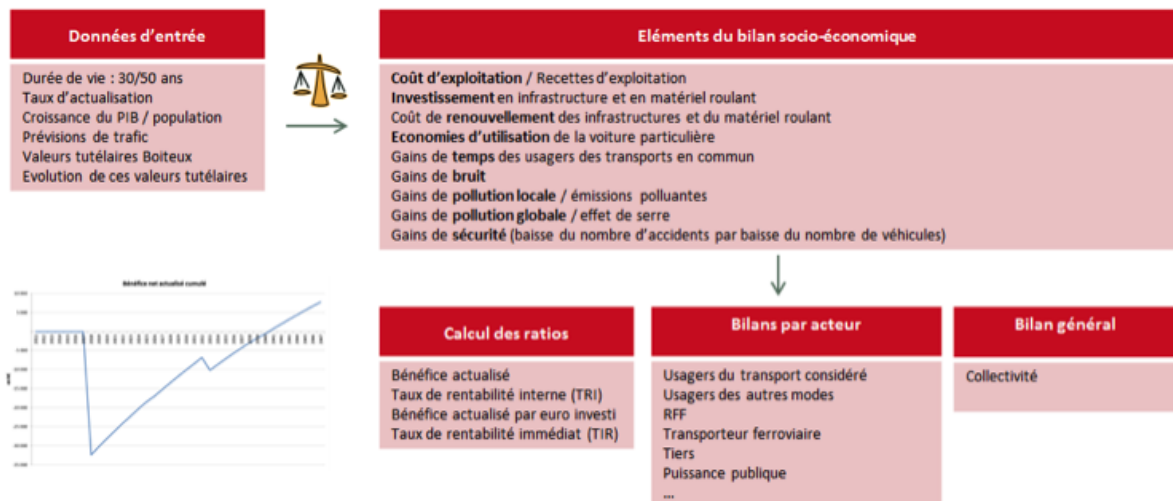 Données d'entrée
Durée de vie : 30/50 ans
Taux d'actualisation
Croissance du PIB / population
Prévisions de trafic
Valeurs tutélaires Boiteux
Evolution de ces valeurs tutélaires
Eléments du bilan socio-économique
Coût d'exploitation / Recettes d'exploitation
Investissement en infrastructure et en matériel roulant
Coût de renouvellement des infrastructures et du matériel roulant
Economies d'utilisation de la voiture particulière
Gains de temps des usagers des transports en commun
Gains de bruit
Gains de pollution locale / émissions polluantes
Gains de pollution globale / effet de serre
Gains de sécurité (baisse du nombre d'accidents par baisse du nombre de véhicules)
Bénéfice net actualisé cumulé
Calcul des ratios
Bénéfice actualisé
Taux de rentabilité interne (TRI)
Bénéfice actualisé par euro investi
Taux de rentabilité immédiat (TIR)
Bilans par acteur
Usagers du transport considéré
Usagers des autres modes
RFF
Transporteur ferroviaire
Tiers
Puissance publique
...
Bilan général
Collectivité